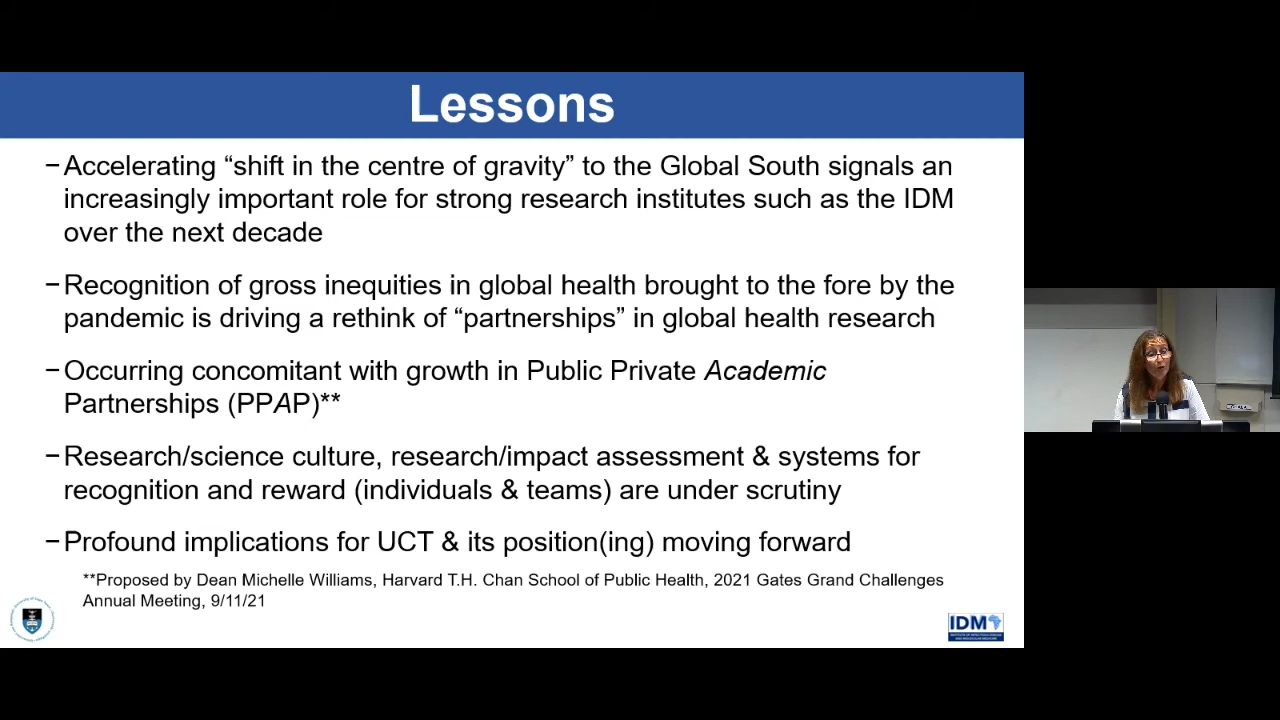 Lessons
−Accelerating “shift in the centre of gravity” to the Global South signals an
increasingly important role for strong research institutes such as the IDM
over the next decade
−Recognition of gross inequities in global health brought to the fore by the
pandemic is driving a rethink of “partnerships” in global health research
−Occurring concomitant with growth in Public Private Academic
Partnerships (PPAP)**
−Research/science culture, research/impact assessment & systems for
recognition and reward (individuals & teams) are under scrutiny
−Profound implications for UCT & its position(ing) moving forward
**Proposed by Dean Michelle Williams, Harvard T.H. Chan School of Public Health, 2021 Gates Grand Challenges
Annual Meeting, 9/11/21
IDM